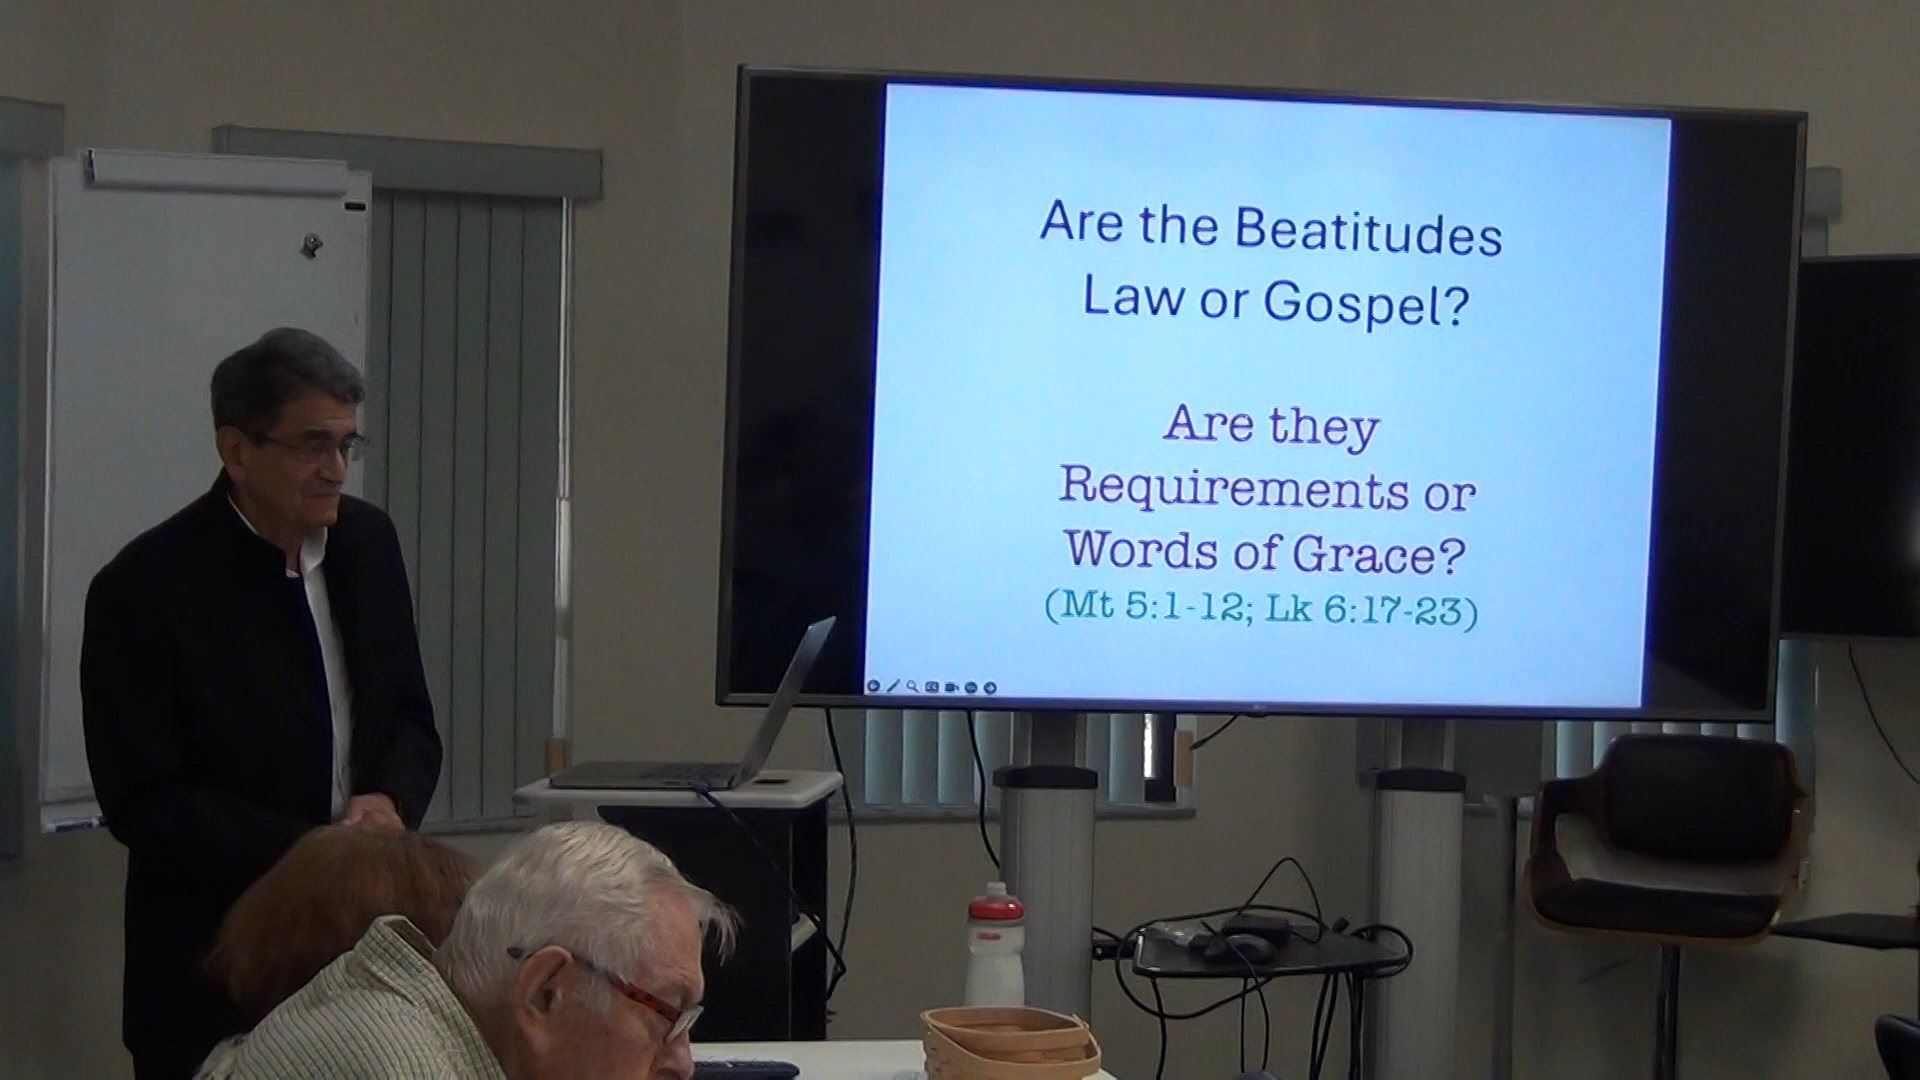 Are the Beatitudes
Law or Gospel?
Are they
Requirements or
Words of Grace?
(Mt 5:1-12; Lk 6:17-23)